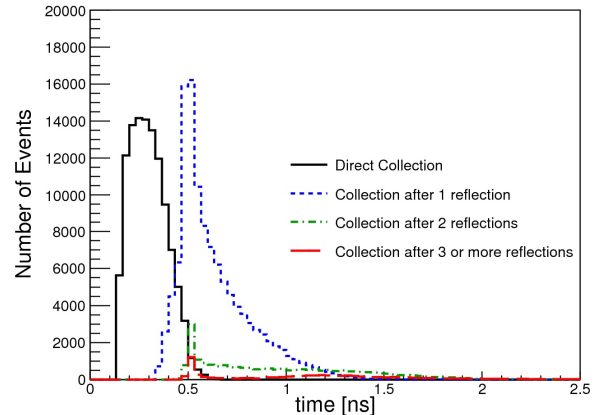 20000
18000
16000
14000
12000
10000
8000
6000
4000
2000
0
Number of Events
Direct Collection
Collection after 1 reflection
Collection after 2 reflections
Collection after 3 or more reflections
0 0.5 1 1.5 2 2.5
time [ns]